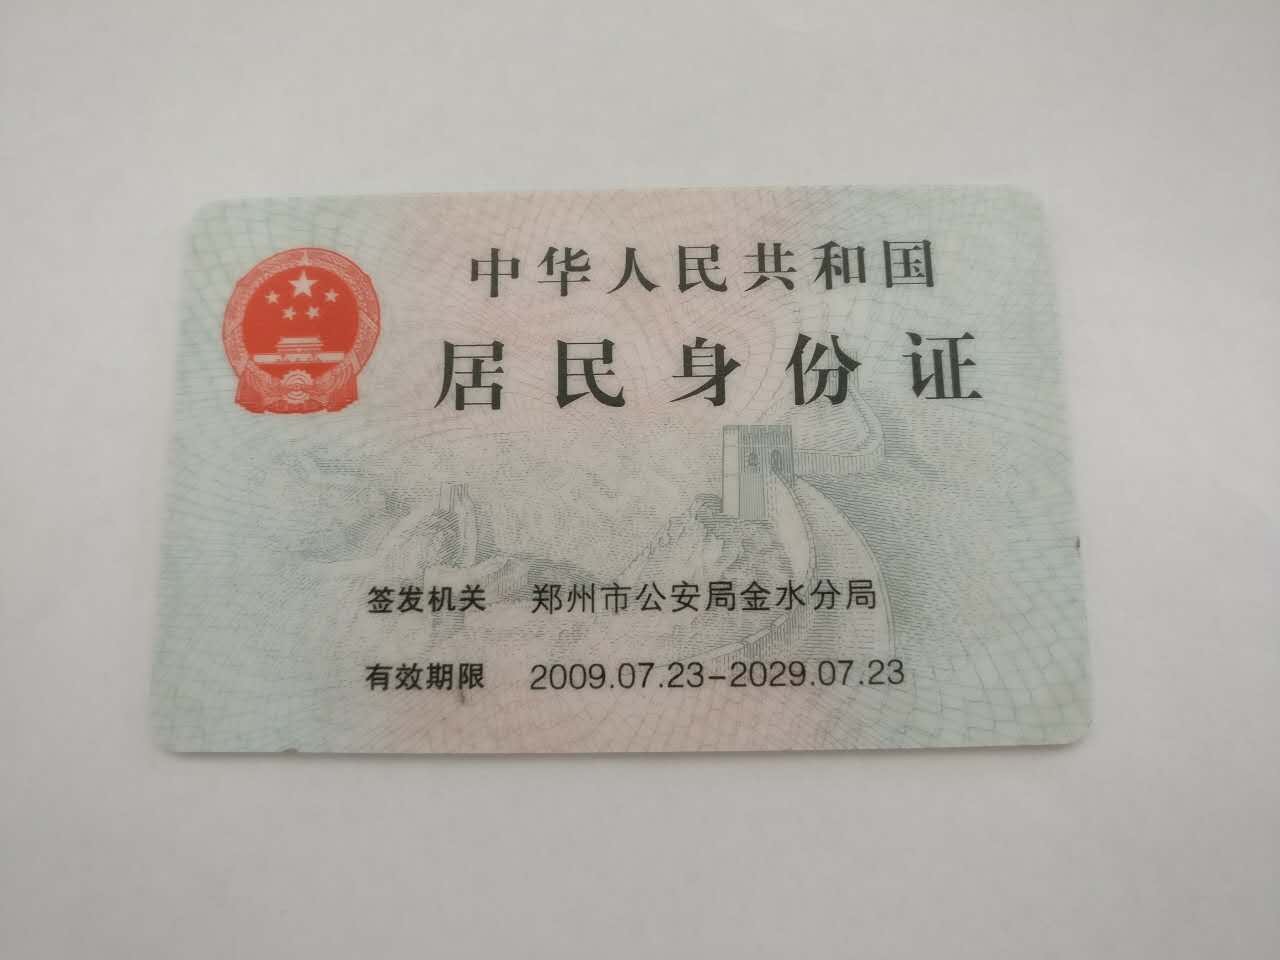 中华人民共和国
居民身份证
签发机关 郑州市公安局金水分局
有效期限 2009.07.23-2029.07.23